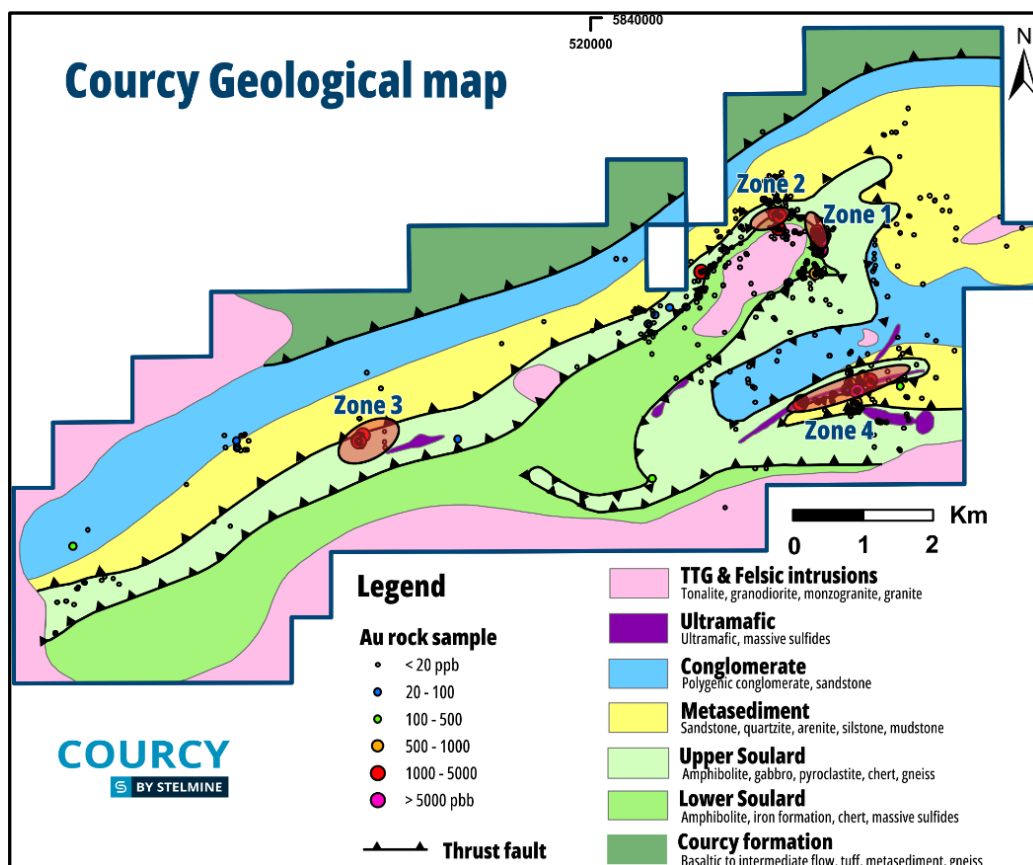 5840000
520000
N
Courcy Geological map
Zone 2
Zone 1
Zone 3
Zone 4
Km
0 1 2
Legend
Au rock sample
< 20 ppb
20 - 100
100 - 500
500 - 1000
1000 - 5000
> 5000 pbb
Thrust fault
TTG & Felsic intrusions
Tonalite, granodiorite, monzogranite, granite
Ultramafic
Ultramafic, massive sulfides
Conglomerate
Polygenic conglomerate, sandstone
Metasediment
Sandstone, quartzite, arenite, silstone, mudstone
Upper Soulard
Amphibolite, gabbro, pyroclastite, chert, gneiss
Lower Soulard
Amphibolite, iron formation, chert, massive sulfides
Courcy formation
Basaltic to intermediate flow, tuff, metasediment, gneiss
COURCY
S BY STELMINE